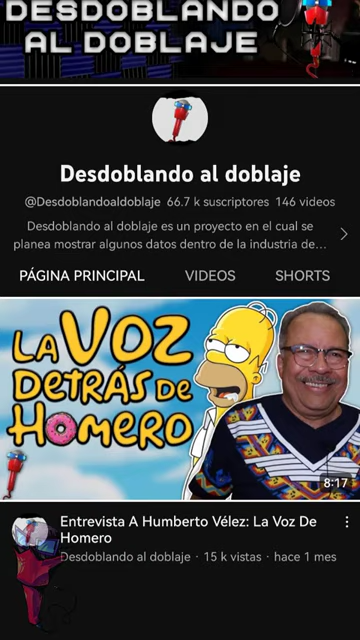 DESDOBLANDO
AL DOBLAJE
Desdoblando al doblaje
@Desdoblandoaldoblaje 66.7 k suscriptores 146 videos
Desdoblando al doblaje es un proyecto en el cual se
planea mostrar algunos datos dentro de la industria de...
PÁGINA PRINCIPAL VIDEOS SHORTS
LA VOZ
DETRÁS DE
HOMERO
8:17
Entrevista A Humberto Vélez: La Voz De
Homero
Desdoblando al doblaje · 15 k vistas · hace 1 mes